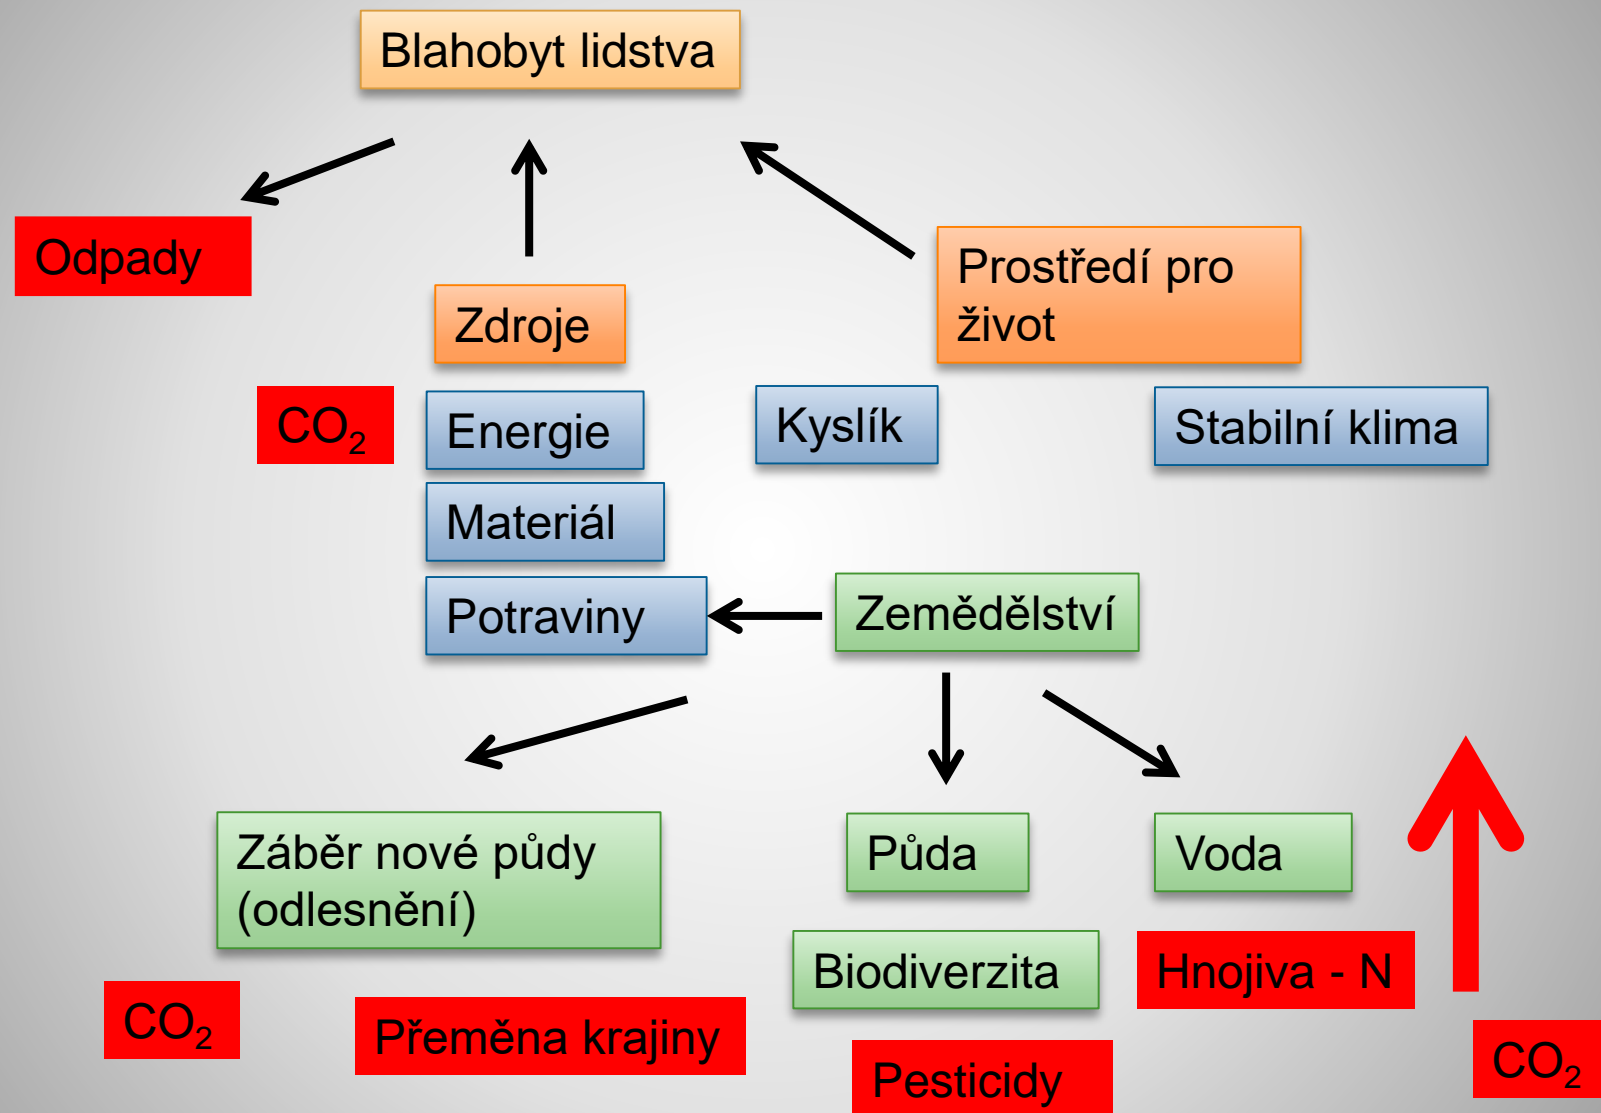 Blahobyt lidstva
Odpady
Zdroje
Prostředí pro
život
CO₂
Energie
Kyslík
Stabilní klima
Materiál
Potraviny
Zemědělství
Záběr nové půdy
(odlesnění)
Půda
Voda
Biodiverzita
Hnojiva - N
CO₂
Přeměna krajiny
Pesticidy
CO₂